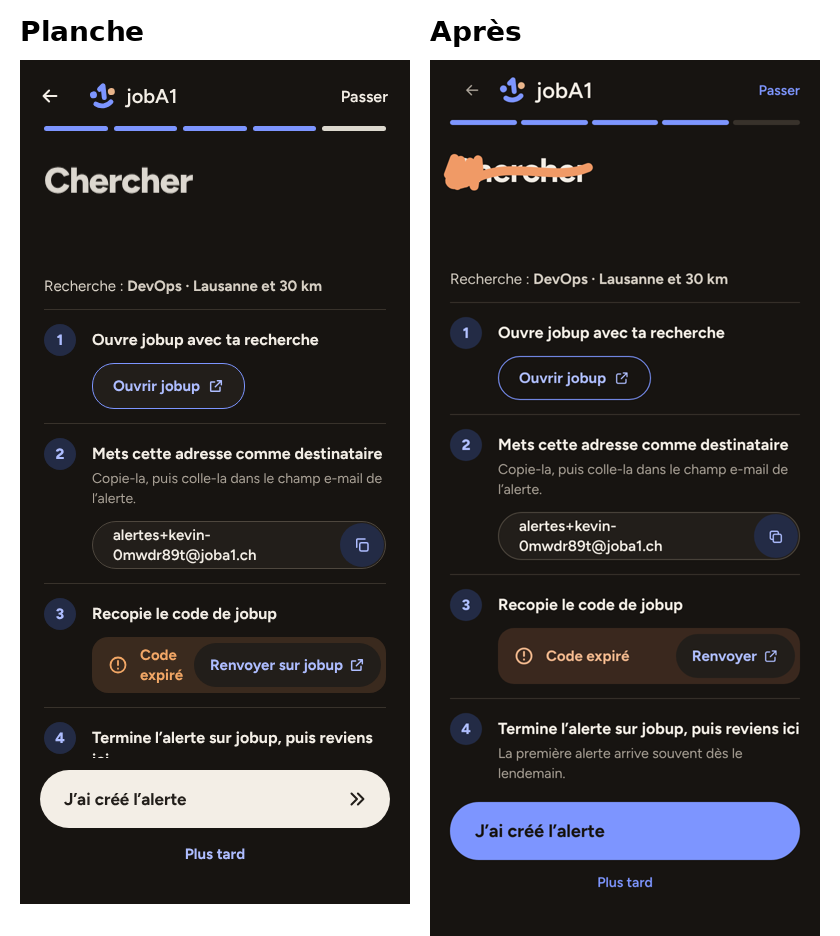 Planche
jobA1
Passer
Chercher
Recherche : DevOps · Lausanne et 30 km
1
Ouvre jobup avec ta recherche
Ouvrir jobup
2
Mets cette adresse comme destinataire
Copie-la, puis colle-la dans le champ e-mail de
l’alerte.
alertes+kevin-
0mwdr89t@joba1.ch
3
Recopie le code de jobup
Code
expiré
Renvoyer sur jobup
4
Termine l’alerte sur jobup, puis reviens
J’ai créé l’alerte
Plus tard
Après
jobA1
Passer
Recherche : DevOps · Lausanne et 30 km
1
Ouvre jobup avec ta recherche
Ouvrir jobup
2
Mets cette adresse comme destinataire
Copie-la, puis colle-la dans le champ e-mail de
l’alerte.
alertes+kevin-
0mwdr89t@joba1.ch
3
Recopie le code de jobup
Code expiré
Renvoyer
4
Termine l’alerte sur jobup, puis reviens ici
La première alerte arrive souvent dès le
lendemain.
J’ai créé l’alerte
Plus tard